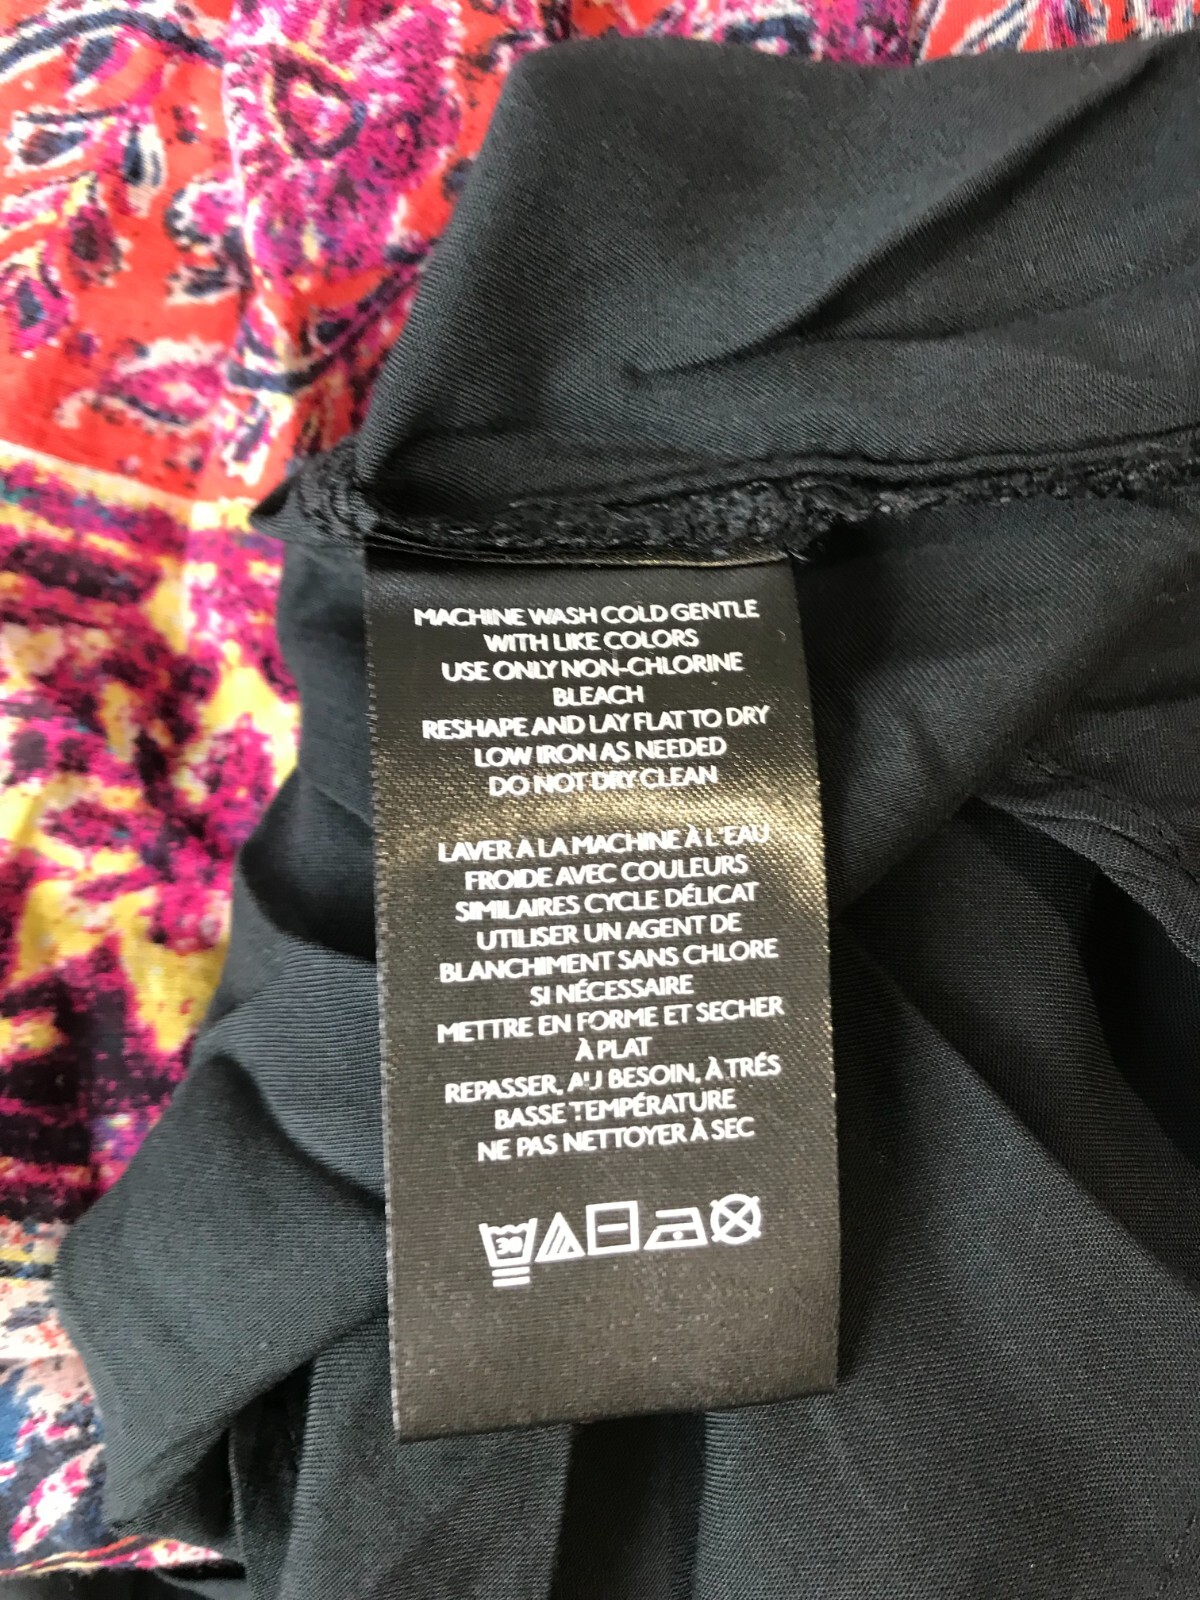 MACHINE WASH COLD GENTLE
WITH LIKE COLORS
USE ONLY NON-CHLORINE
BLEACH
RESHAPE AND LAY FLAT TO DRY
LOW IRON AS NEEDED
DO NOT DRY CLEAN
LAVER A LA MACHINE À L'EAU
FROIDE AVEC COULEURS
SIMILAIRES CYCLE DÉLICAT
UTILISER UN AGENT DE
BLANCHIMENT SANS CHLORE
SI NÉCESSAIRE
METTRE EN FORME ET SECHER
À PLAT
REPASSER, AU BESOIN, À TRÉS
BASSE TEMPÉRATURE
NE PAS NETTOYER À SEC
30